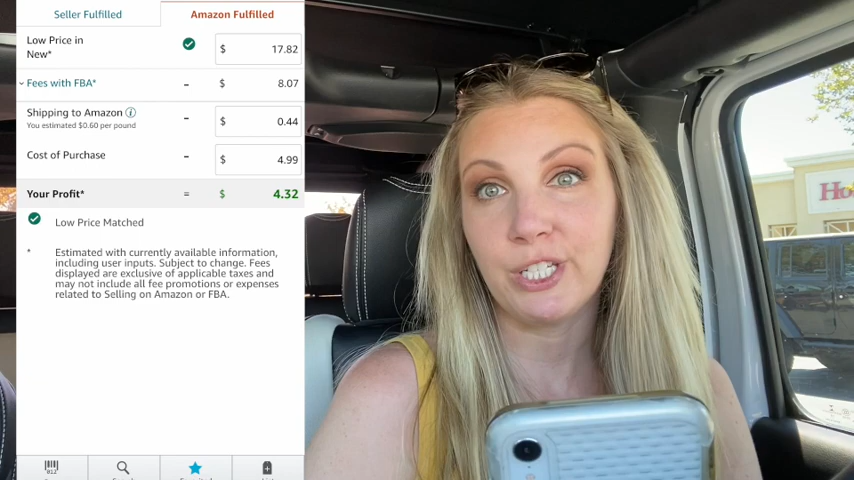 Seller Fulfilled
Amazon Fulfilled
Low Price in
New*
$ 17.82
Fees with FBA* - $ 8.07
Shipping to Amazon
You estimated $0.60 per pound
- $ 0.44
Cost of Purchase - $ 4.99
Your Profit* = $ 4.32
Low Price Matched
* Estimated with currently available information,
including user inputs. Subject to change. Fees
displayed are exclusive of applicable taxes and
may not include all fee promotions or expenses
related to Selling on Amazon or FBA.
Ho